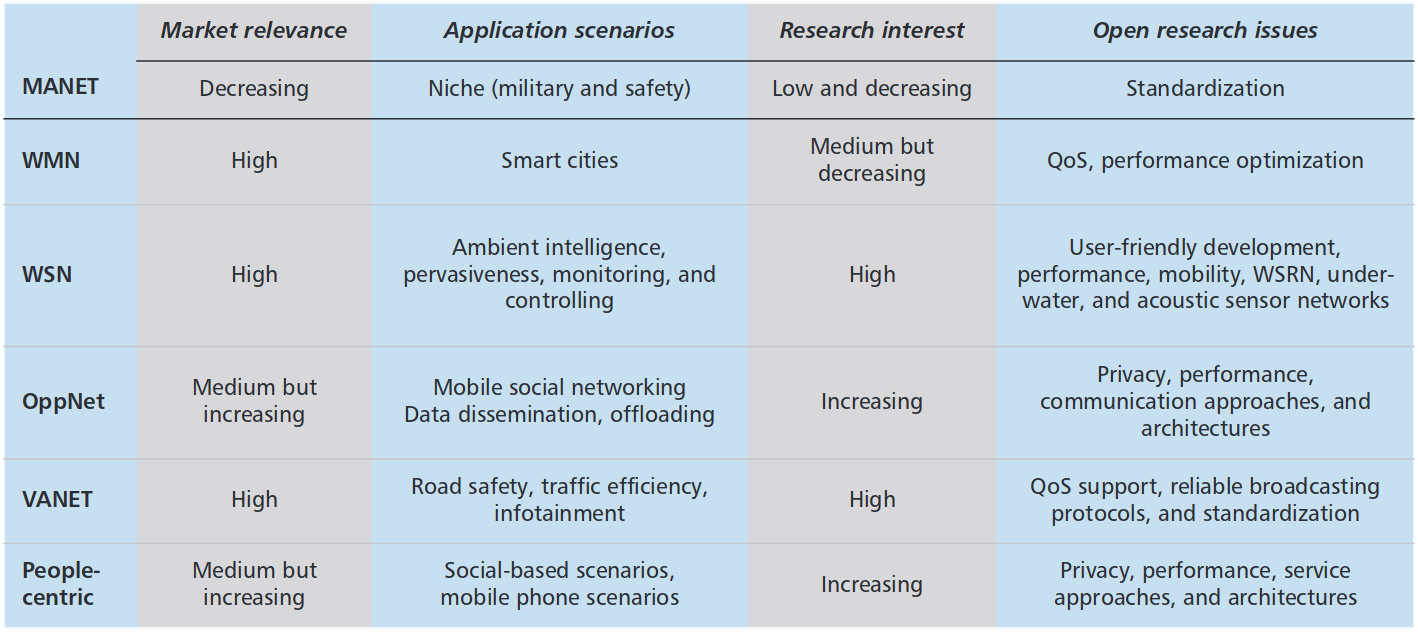 Market relevance Application scenarios Research interest Open research issues
MANET Decreasing Niche (military and safety) Low and decreasing Standardization
WMN High Smart cities Medium but
decreasing QoS, performance optimization
WSN High Ambient intelligence,
pervasiveness, monitoring, and
controlling High User-friendly development,
performance, mobility, WSRN, under-
water, and acoustic sensor networks
OppNet Medium but
increasing Mobile social networking
Data dissemination, offloading Increasing Privacy, performance,
communication approaches, and
architectures
VANET High Road safety, traffic efficiency,
infotainment High QoS support, reliable broadcasting
protocols, and standardization
People-
centric Medium but
increasing Social-based scenarios,
mobile phone scenarios Increasing Privacy, performance, service
approaches, and architectures